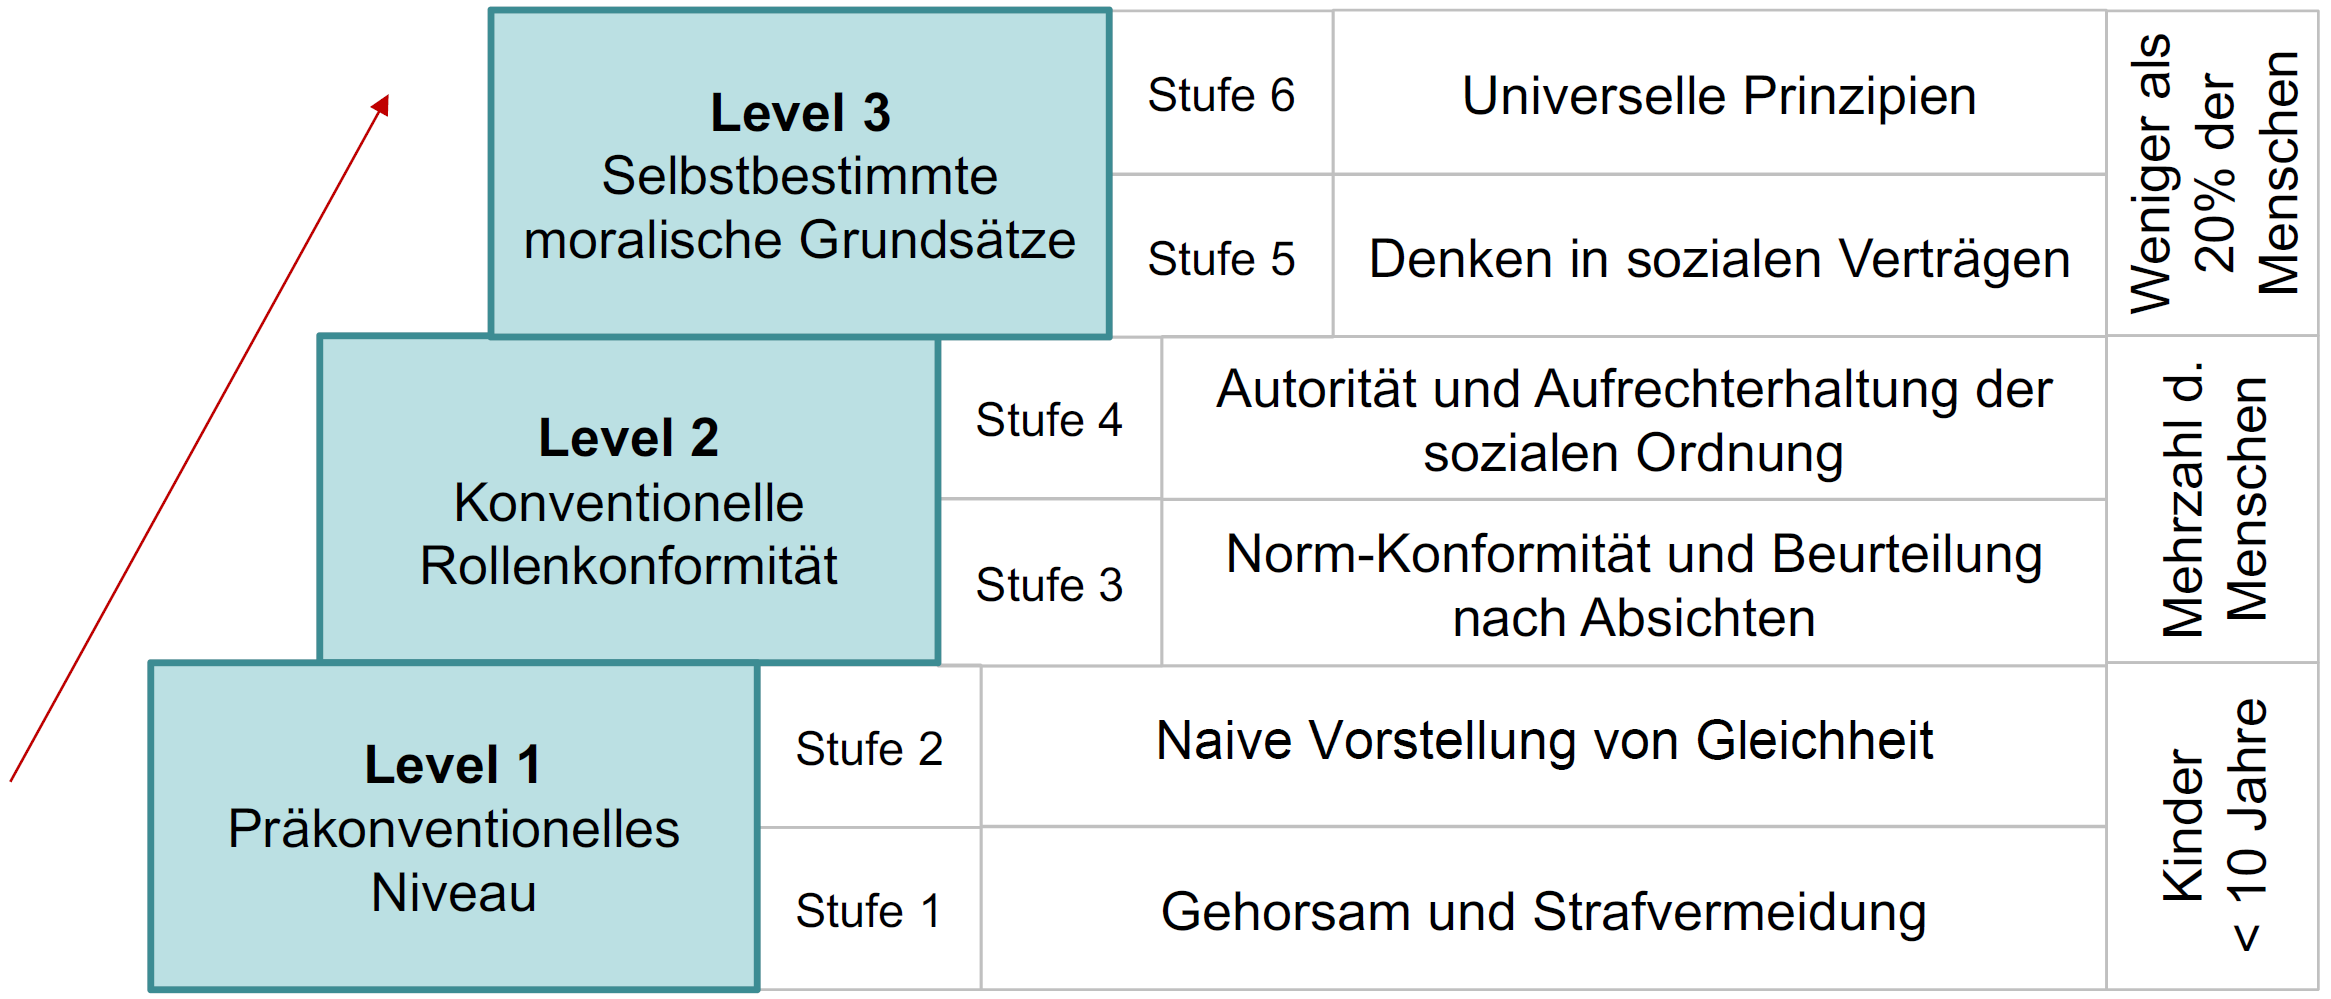 Level 3
Selbstbestimmte
moralische Grundsätze
Stufe 6
Universelle Prinzipien
Stufe 5
Denken in sozialen Verträgen
Weniger als
20% der
Menschen
Level 2
Konventionelle
Rollenkonformität
Stufe 4
Autorität und Aufrechterhaltung der
sozialen Ordnung
Stufe 3
Norm-Konformität und Beurteilung
nach Absichten
Mehrzahl d.
Menschen
Level 1
Präkonventionelles
Niveau
Stufe 2
Naive Vorstellung von Gleichheit
Stufe 1
Gehorsam und Strafvermeidung
Kinder
< 10 Jahre